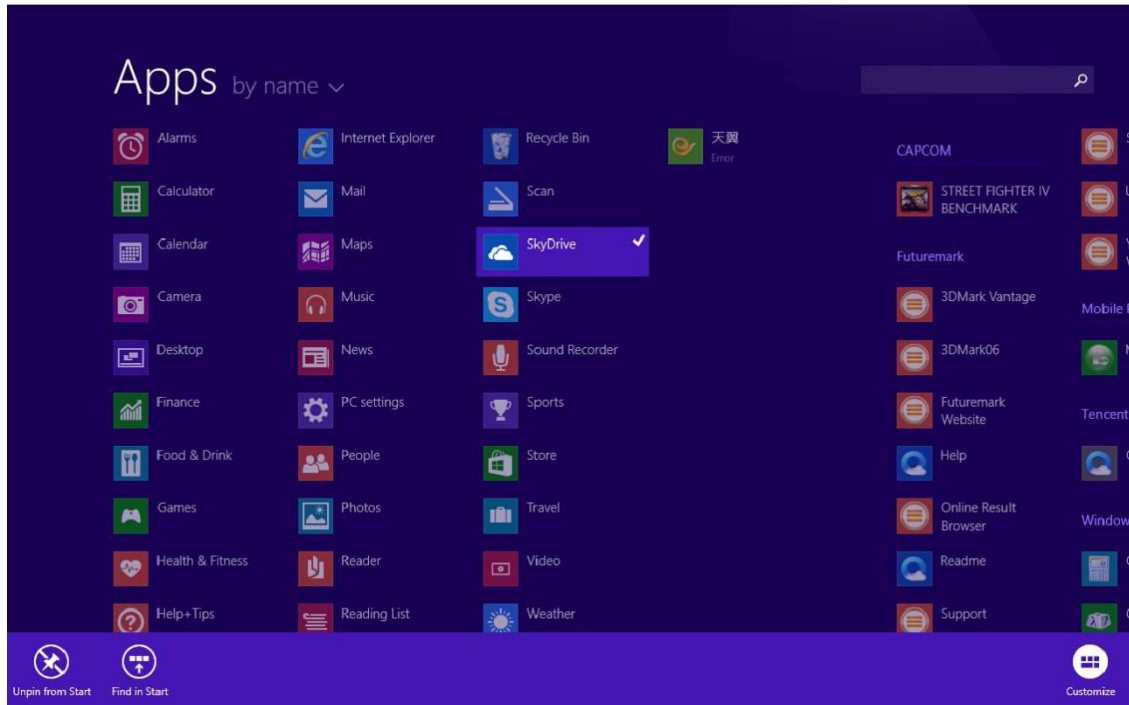 Apps by name
Alarms
Calculator
Calendar
Camera
Desktop
Finance
Food & Drink
Games
Health & Fitness
Help+Tips
Internet Explorer
Mail
Maps
Music
News
PC settings
People
Photos
Reader
Reading List
Recycle Bin
Scan
SkyDrive
Skype
Sound Recorder
Sports
Store
Travel
Video
Weather
天翼
Error
CAPCOM
STREET FIGHTER IV
BENCHMARK
Futuremark
3DMark Vantage
3DMark06
Futuremark
Website
Help
Online Result
Browser
Readme
Support
Mobile
Tencent
Window
Unpin from Start
Find in Start
Customize